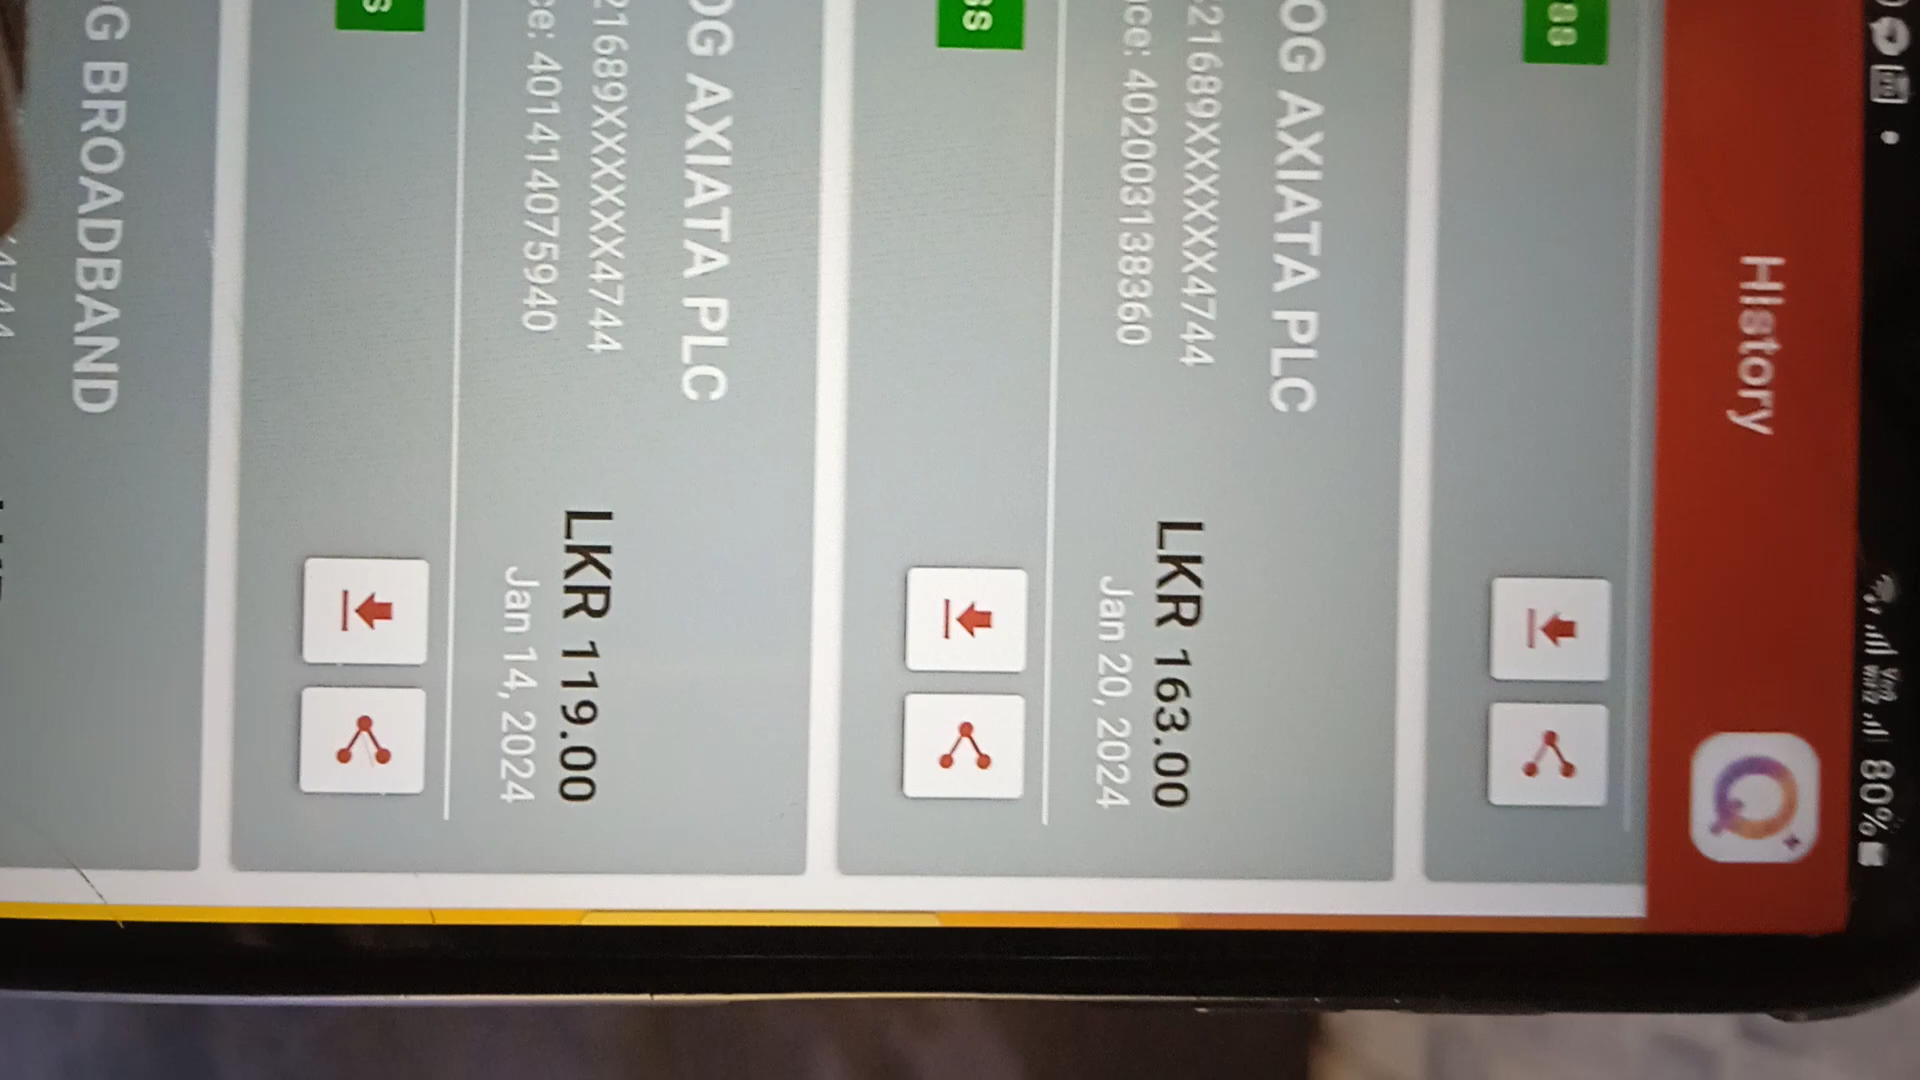 80%
History
OG AXIATA PLC
21689XXXXXX4744
LKR 163.00
ce: 402003138360
Jan 20, 2024
OG AXIATA PLC
21689XXXXXX4744
LKR 119.00
ce: 401414075940
Jan 14, 2024
G BROADBAND
4744